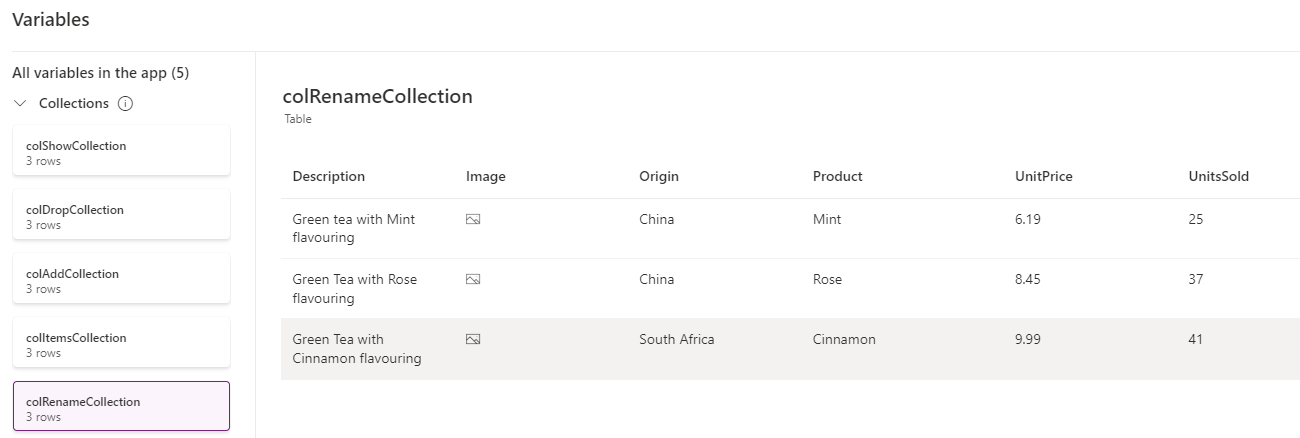 Variables
All variables in the app (5)
Collections
colShowCollection
3 rows
colDropCollection
3 rows
colAddCollection
3 rows
colItemsCollection
3 rows
colRenameCollection
3 rows
colRenameCollection
Table
Description Image Origin Product UnitPrice UnitsSold
Green tea with Mint China Mint 6.19 25
flavouring
Green Tea with Rose China Rose 8.45 37
flavouring
Green Tea with South Africa Cinnamon 9.99 41
Cinnamon flavouring